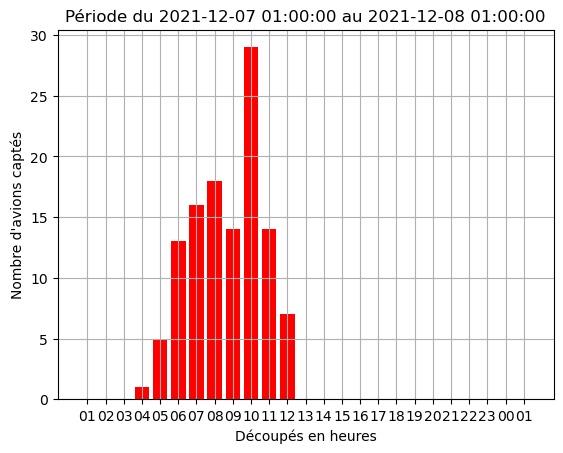 Période du 2021-12-07 01:00:00 au 2021-12-08 01:00:00
Nombre d'avions captés
30
25
20
15
10
5
0
01 02 03 04 05 06 07 08 09 10 11 12 13 14 15 16 17 18 19 20 21 22 23 00 01
Découpés en heures